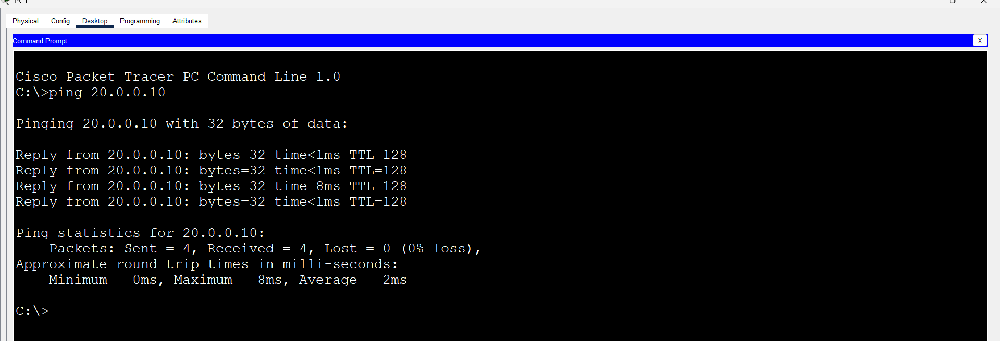 PC1
Physical Config Desktop Programming Attributes
Command Prompt
X
Cisco Packet Tracer PC Command Line 1.0
C:\>ping 20.0.0.10
Pinging 20.0.0.10 with 32 bytes of data:
Reply from 20.0.0.10: bytes=32 time<1ms TTL=128
Reply from 20.0.0.10: bytes=32 time<1ms TTL=128
Reply from 20.0.0.10: bytes=32 time=8ms TTL=128
Reply from 20.0.0.10: bytes=32 time<1ms TTL=128
Ping statistics for 20.0.0.10:
Packets: Sent = 4, Received = 4, Lost = 0 (0% loss),
Approximate round trip times in milli-seconds:
Minimum = 0ms, Maximum = 8ms, Average = 2ms
C:\>